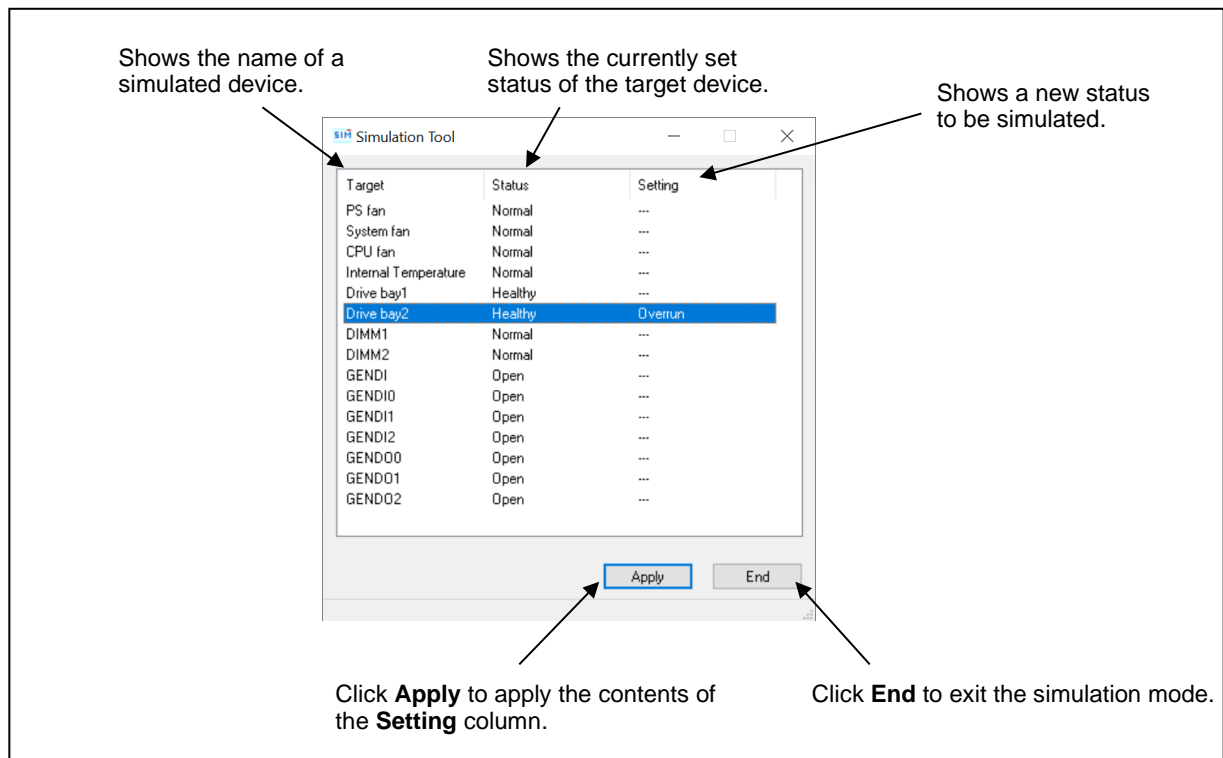 Shows the name of a
simulated device.
Shows the currently set
status of the target device.
Shows a new status
to be simulated.
SIM Simulation Tool
Target Status Setting
PS fan Normal ---
System fan Normal ---
CPU fan Normal ---
Internal Temperature Normal ---
Drive bay1 Healthy ---
Drive bay2 Healthy Overrun
DIMM1 Normal ---
DIMM2 Normal ---
GENDI Open ---
GENDI0 Open ---
GENDI1 Open ---
GENDI2 Open ---
GENDO0 Open ---
GENDO1 Open ---
GENDO2 Open ---
Apply End
Click Apply to apply the contents of
the Setting column.
Click End to exit the simulation mode.